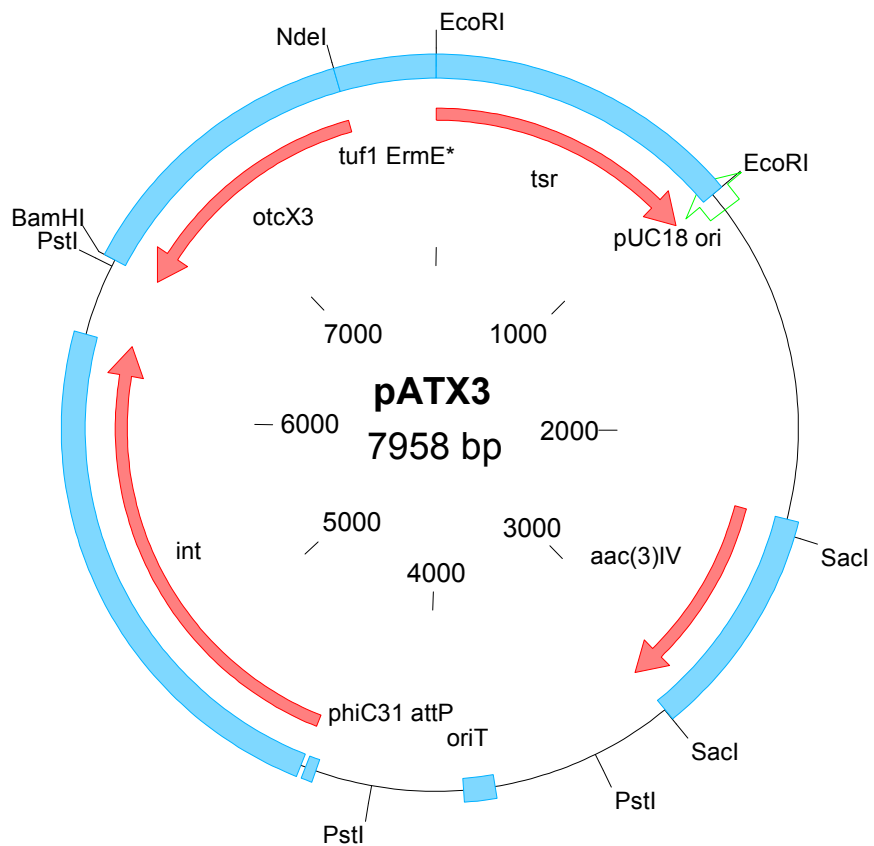 EcoRI
NdeI
tuf1 ErmE*
tsr
EcoRI
otcX3
BamHI
PstI
pUC18 ori
7000
1000
pATX3
6000
2000
7958 bp
5000
3000
int
4000
aac(3)IV
SacI
phiC31 attP
oriT
SacI
PstI
PstI